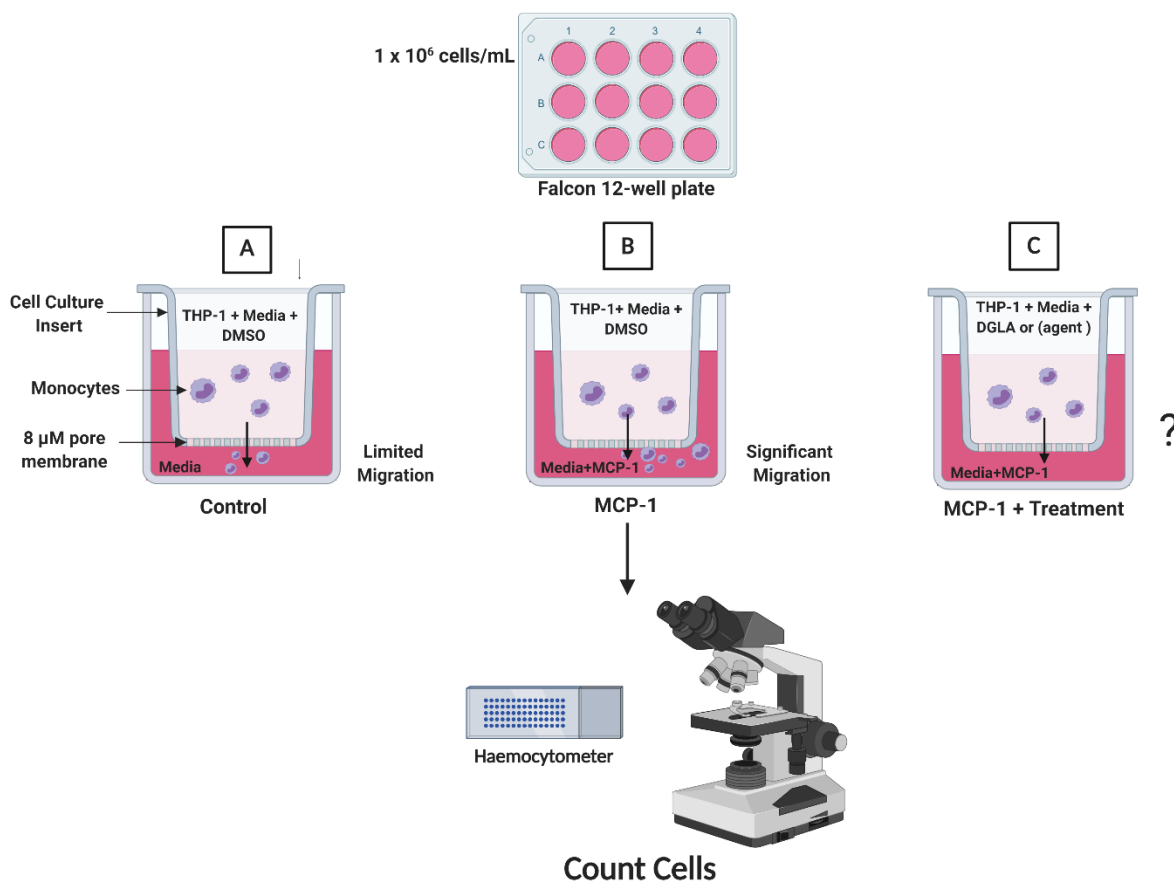 1 x 10⁶ cells/mL
1 2 3 4
A
B
C
Falcon 12-well plate
A
B
C
Cell Culture
Insert
THP-1 + Media +
DMSO
Monocytes
8 µM pore
membrane
Media
Limited
Migration
Control
THP-1+ Media +
DMSO
Media+MCP-1
Significant
Migration
MCP-1
THP-1 + Media +
DGLA or (agent )
Media+MCP-1
?
MCP-1 + Treatment
Haemocytometer
Count Cells